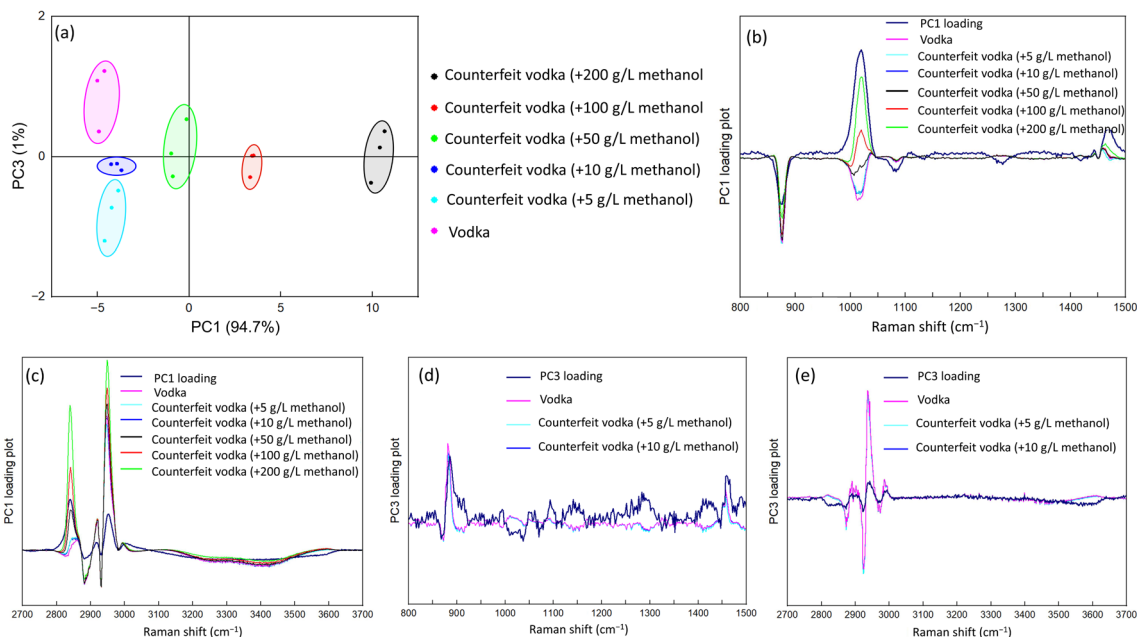 (a)
2
0
−2
PC3 (1%)
−5
0
5
10
PC1 (94.7%)
Counterfeit vodka (+200 g/L methanol
Counterfeit vodka (+100 g/L methanol)
Counterfeit vodka (+50 g/L methanol)
Counterfeit vodka (+10 g/L methanol)
Counterfeit vodka (+5 g/L methanol)
Vodka
(b)
PC1 loading
Vodka
Counterfeit vodka (+5 g/L methanol)
Counterfeit vodka (+10 g/L methanol)
Counterfeit vodka (+50 g/L methanol)
Counterfeit vodka (+100 g/L methanol)
Counterfeit vodka (+200 g/L methanol)
PC1 loading plot
800 900 1000 1100 1200 1300 1400 1500
Raman shift (cm⁻¹)
(c)
PC1 loading
Vodka
Counterfeit vodka (+5 g/L methanol)
Counterfeit vodka (+10 g/L methanol)
Counterfeit vodka (+50 g/L methanol)
Counterfeit vodka (+100 g/L methanol)
Counterfeit vodka (+200 g/L methanol)
PC1 loading plot
2700 2800 2900 3000 3100 3200 3300 3400 3500 3600 3700
Raman shift (cm⁻¹)
(d)
PC3 loading
Vodka
Counterfeit vodka (+5 g/L methanol)
Counterfeit vodka (+10 g/L methanol)
PC3 loading plot
800 900 1000 1100 1200 1300 1400 1500
Raman shift (cm⁻¹)
(e)
PC3 loading
Vodka
Counterfeit vodka (+5 g/L methanol)
Counterfeit vodka (+10 g/L methanol)
PC3 loading plot
2700 2800 2900 3000 3100 3200 3300 3400 3500 3600 3700
Raman shift (cm⁻¹)